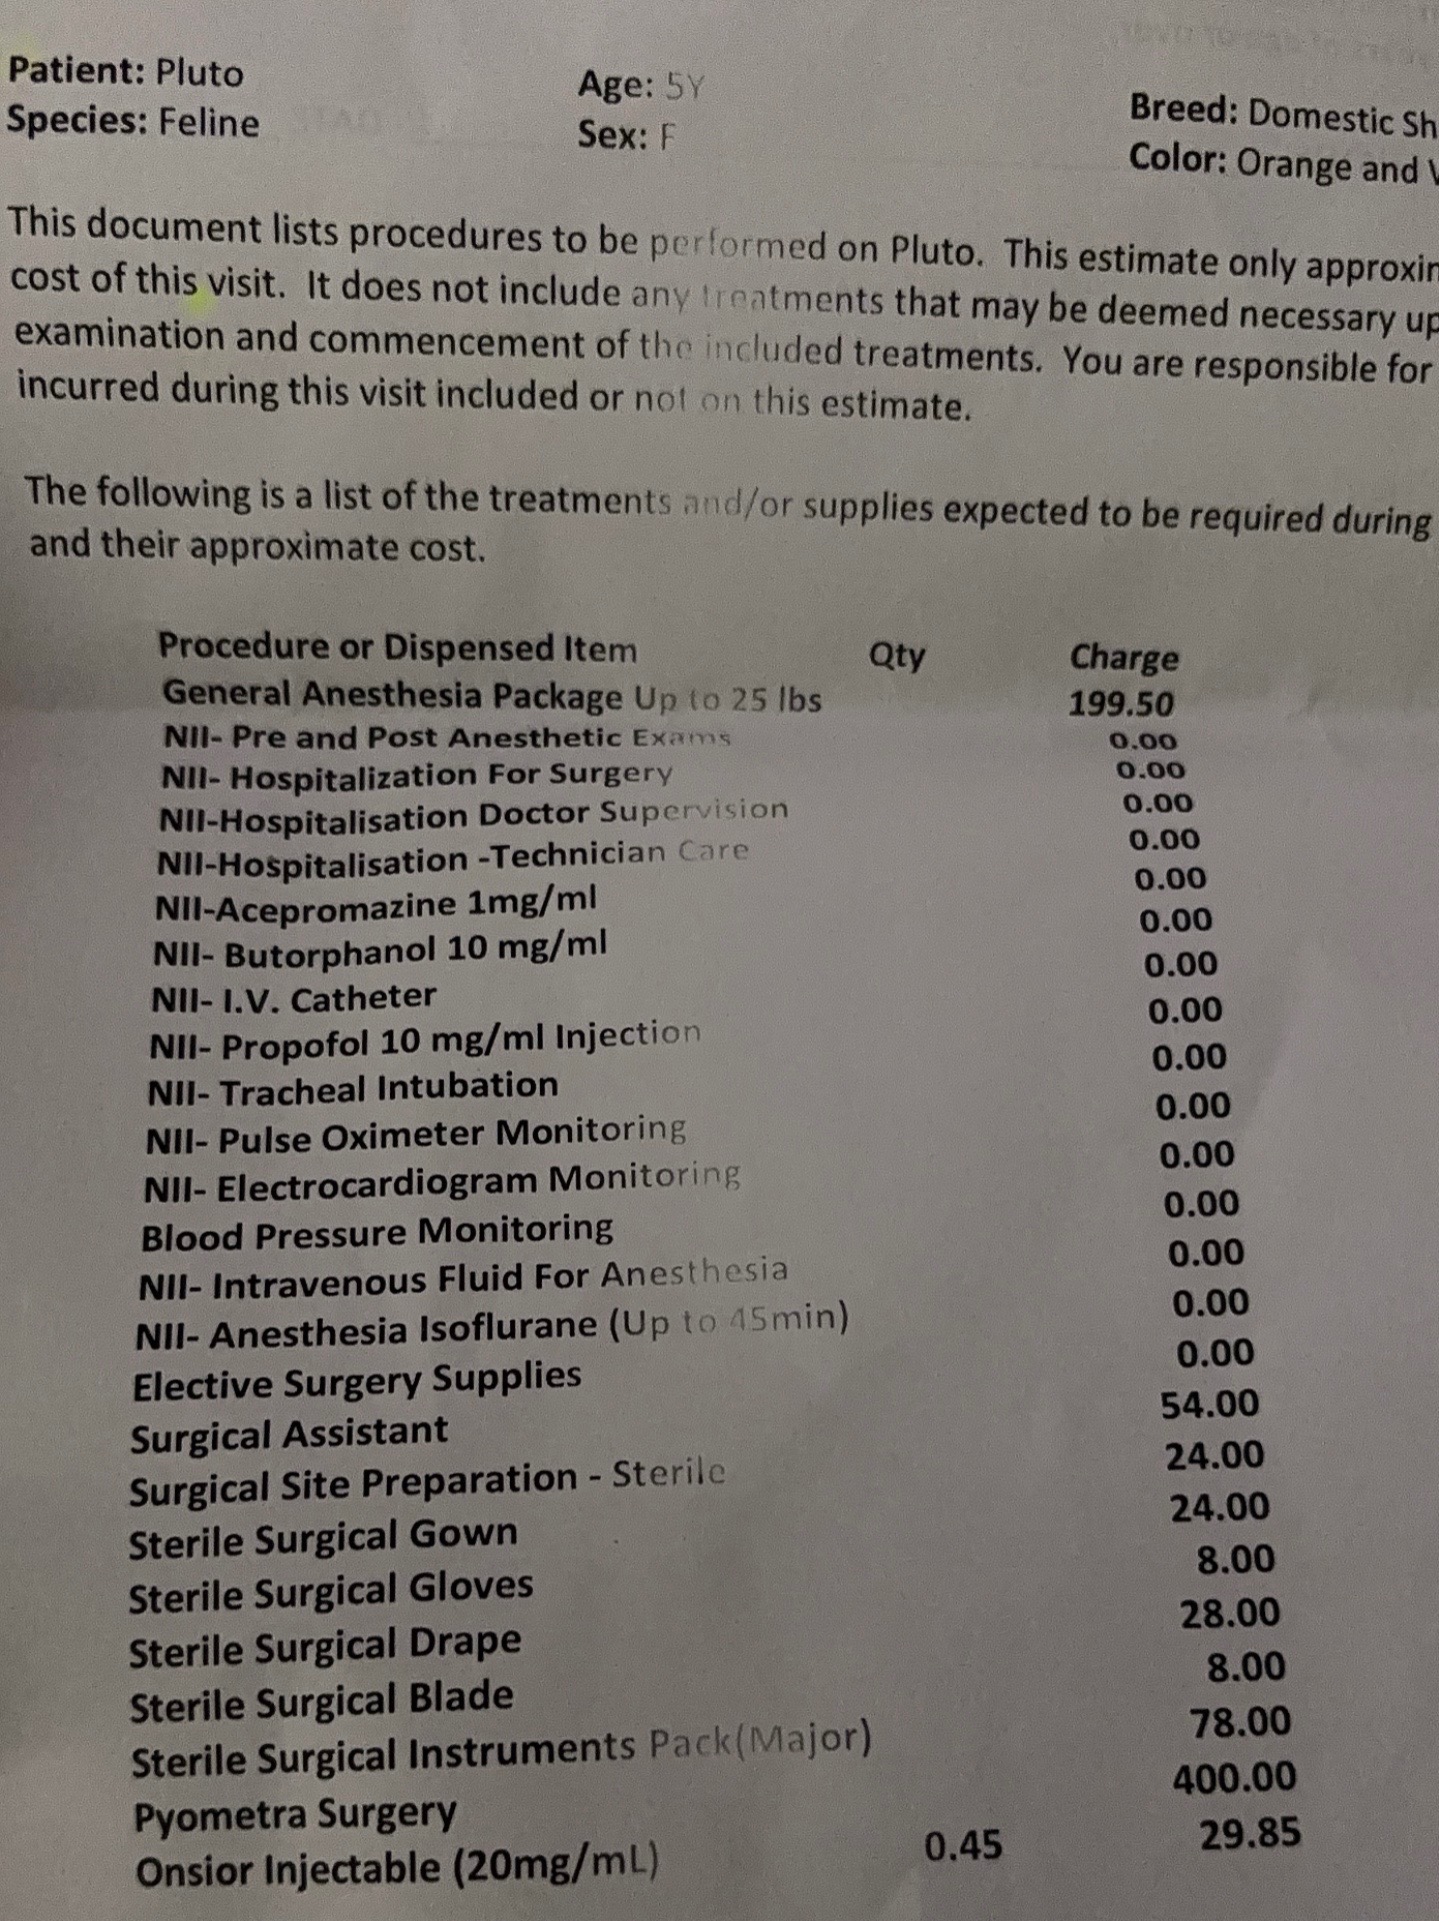 Patient: Pluto Age: 5Y Breed: Domestic Sh
Species: Feline Sex: F Color: Orange and
This document lists procedures to be performed on Pluto. This estimate only approxi
cost of this visit. It does not include any treatments that may be deemed necessary up
examination and commencement of the included treatments. You are responsible for
incurred during this visit included or not on this estimate.
The following is a list of the treatments and/or supplies expected to be required during
and their approximate cost.
Procedure or Dispensed Item Qty Charge
General Anesthesia Package Up to 25 lbs 199.50
NII- Pre and Post Anesthetic Exams 0.00
NII- Hospitalization For Surgery 0.00
NII-Hospitalisation Doctor Supervision 0.00
NII-Hospitalisation -Technician Care 0.00
NII-Acepromazine 1mg/ml 0.00
NII- Butorphanol 10 mg/ml 0.00
NII- I.V. Catheter 0.00
NII- Propofol 10 mg/ml Injection 0.00
NII- Tracheal Intubation 0.00
NII- Pulse Oximeter Monitoring 0.00
NII- Electrocardiogram Monitoring 0.00
Blood Pressure Monitoring 0.00
NII- Intravenous Fluid For Anesthesia 0.00
NII- Anesthesia Isoflurane (Up to 45min) 0.00
Elective Surgery Supplies 0.00
Surgical Assistant 54.00
Surgical Site Preparation - Sterile 24.00
Sterile Surgical Gown 24.00
Sterile Surgical Gloves 8.00
Sterile Surgical Drape 28.00
Sterile Surgical Blade 8.00
Sterile Surgical Instruments Pack(Major) 78.00
Pyometra Surgery 400.00
Onsior Injectable (20mg/mL) 0.45 29.85